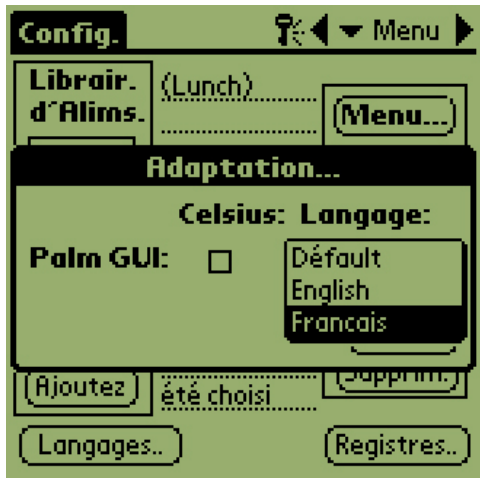 Config.
Menu
Librair.
d'Alims.
(Lunch)
Menu...
Adaptation...
Celsius: Langage:
Palm GUI:
Défault
English
Francais
Ajoutez
été choisi
Supprim.
Langages..
Registres..